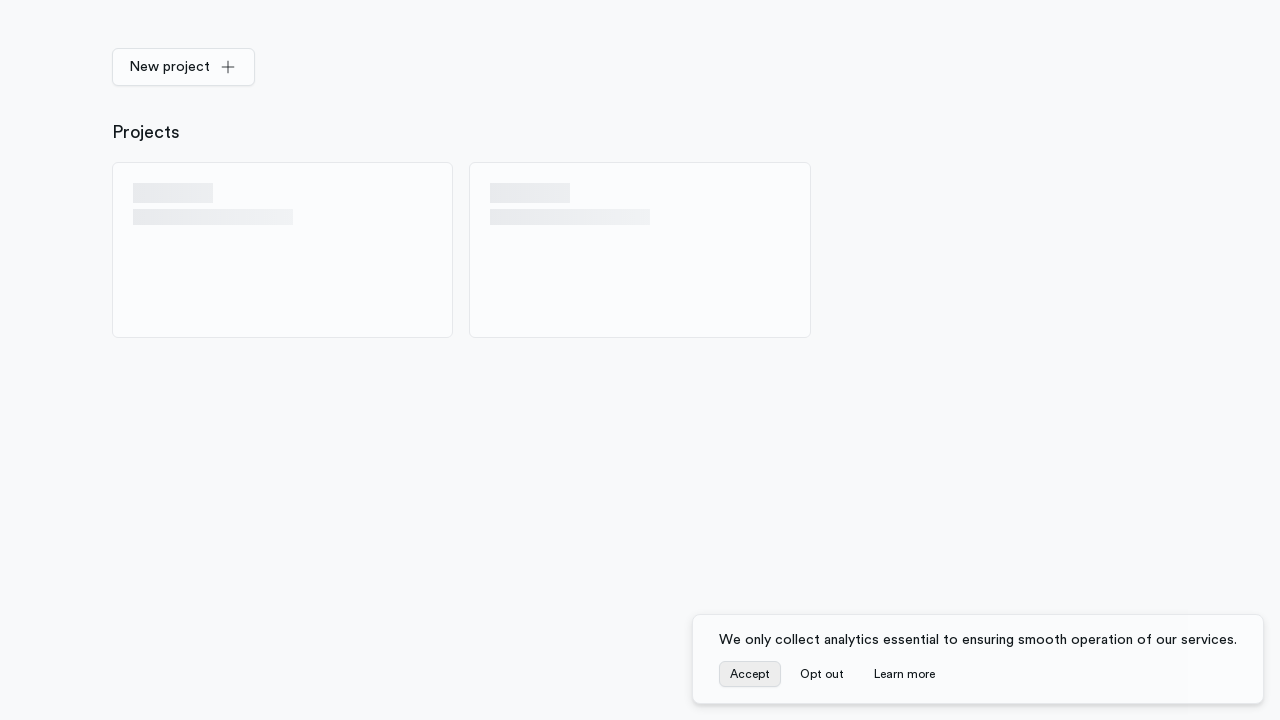 New project
Projects
We only collect analytics essential to ensuring smooth operation of our services.
Accept Opt out Learn more